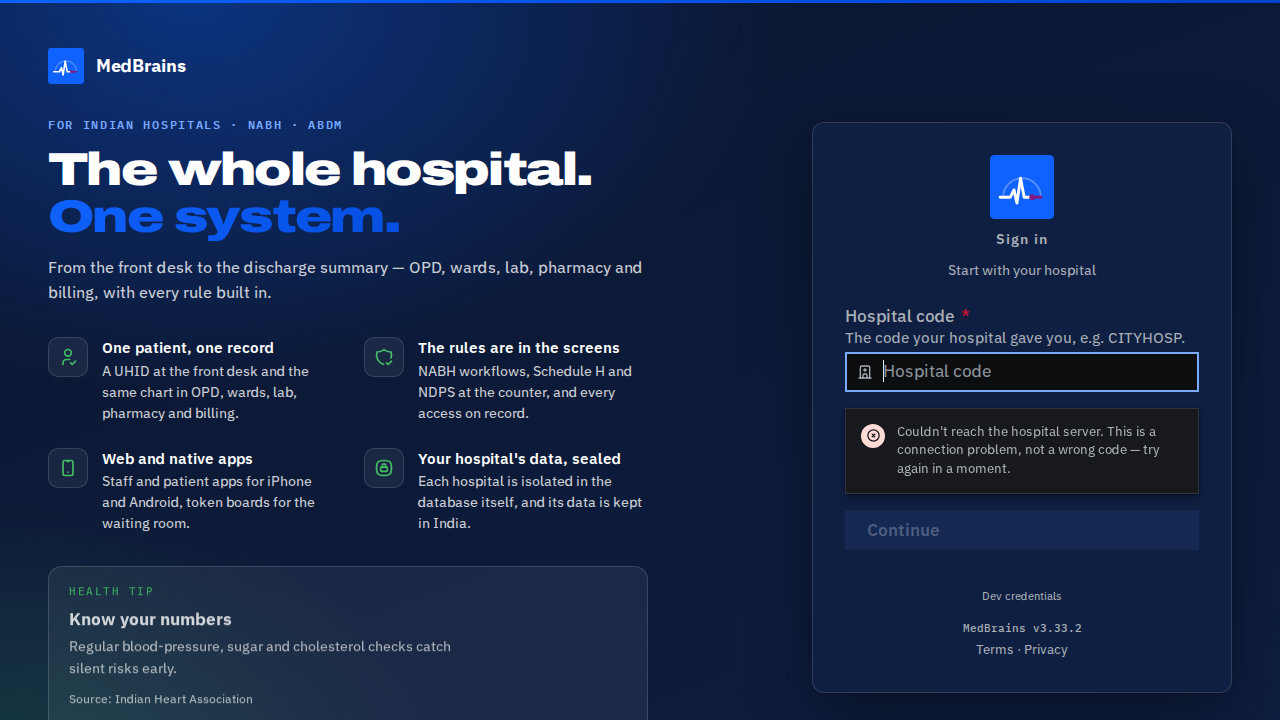 MedBrains
FOR INDIAN HOSPITALS · NABH · ABDM
The whole hospital.
One system.
From the front desk to the discharge summary — OPD, wards, lab, pharmacy and
billing, with every rule built in.
One patient, one record
A UHID at the front desk and the
same chart in OPD, wards, lab,
pharmacy and billing.
The rules are in the screens
NABH workflows, Schedule H and
NDPS at the counter, and every
access on record.
Web and native apps
Staff and patient apps for iPhone
and Android, token boards for the
waiting room.
Your hospital's data, sealed
Each hospital is isolated in the
database itself, and its data is kept
in India.
HEALTH TIP
Know your numbers
Regular blood-pressure, sugar and cholesterol checks catch
silent risks early.
Source: Indian Heart Association
Sign in
Start with your hospital
Hospital code *
The code your hospital gave you, e.g. CITYHOSP.
Hospital code
Couldn't reach the hospital server. This is a
connection problem, not a wrong code — try
again in a moment.
Continue
Dev credentials
MedBrains v3.33.2
Terms · Privacy